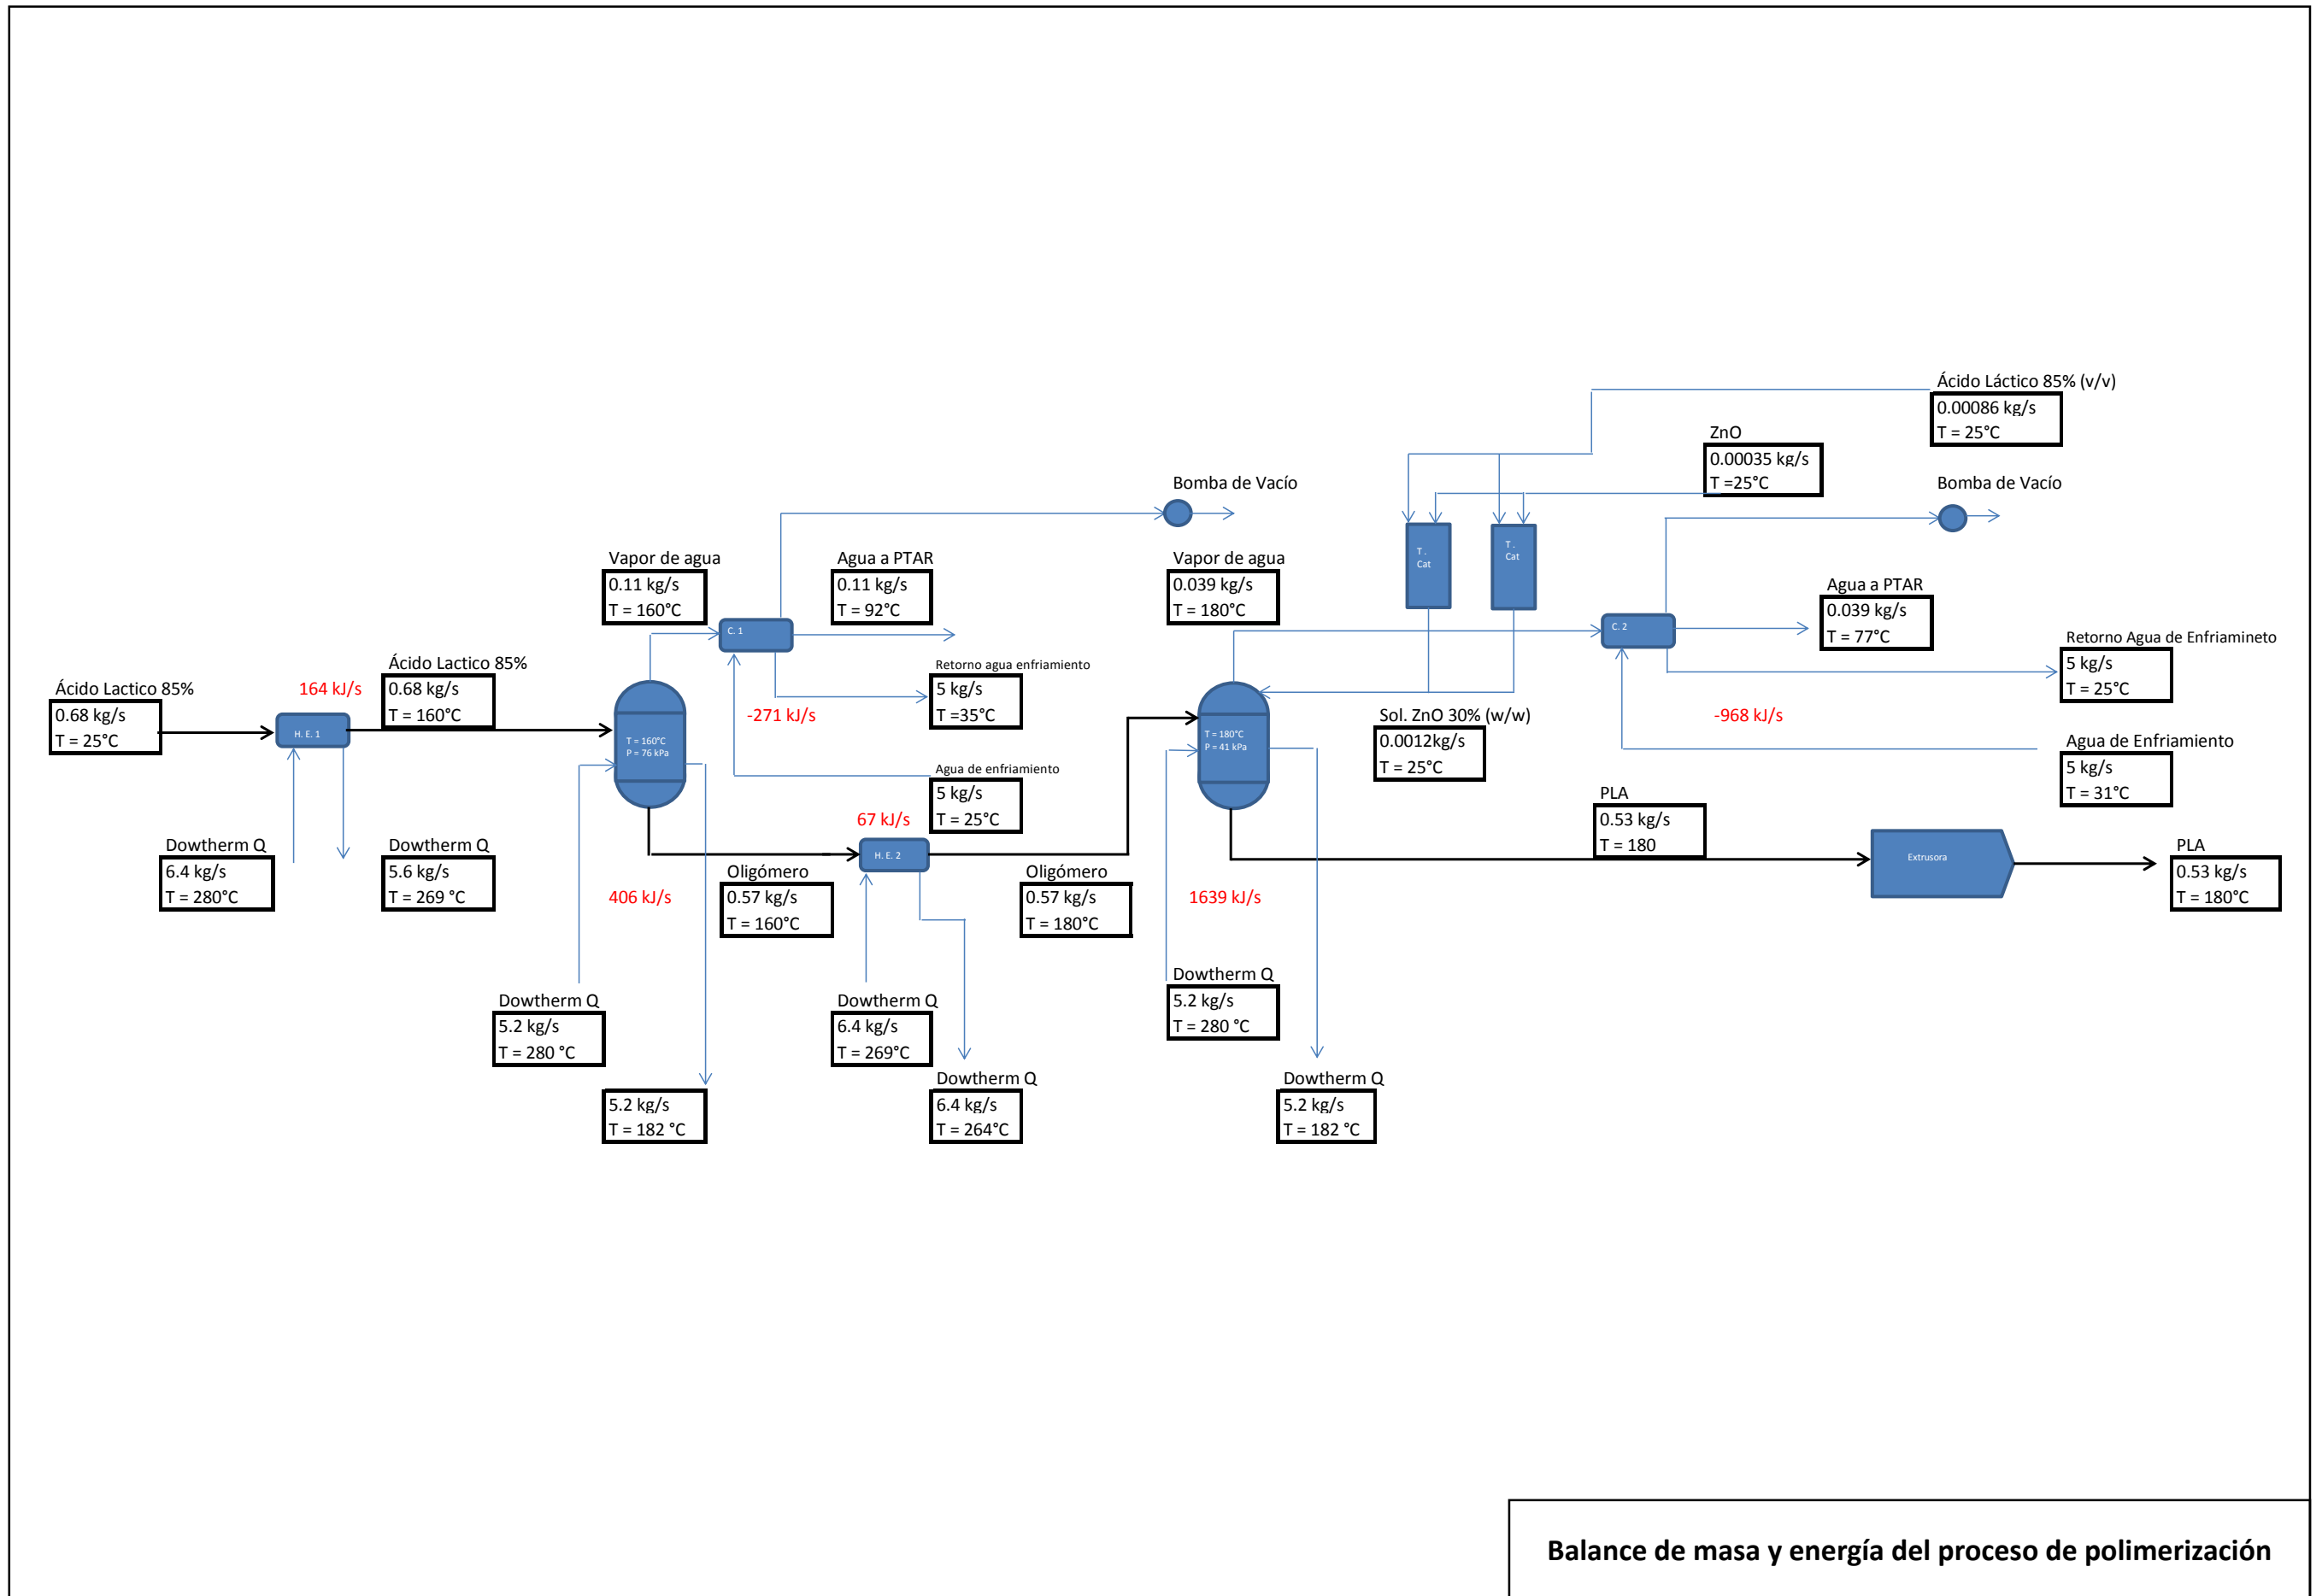 Ácido Láctico 85% (v/v)
0.00086 kg/s
T = 25°C
ZnO
0.00035 kg/s
T =25°C
Bomba de Vacío
Bomba de Vacío
T .
Cat
T .
Cat
Vapor de agua
0.11 kg/s
T = 160°C
Agua a PTAR
0.11 kg/s
T = 92°C
Vapor de agua
0.039 kg/s
T = 180°C
Agua a PTAR
0.039 kg/s
T = 77°C
C. 1
C. 2
Retorno Agua de Enfriamineto
5 kg/s
T = 25°C
Ácido Lactico 85%
0.68 kg/s
T = 25°C
164 kJ/s
Ácido Lactico 85%
0.68 kg/s
T = 160°C
H. E. 1
Retorno agua enfriamiento
5 kg/s
T =35°C
-271 kJ/s
T = 160°C
P = 76 kPa
T = 180°C
P = 41 kPa
Sol. ZnO 30% (w/w)
0.0012kg/s
T = 25°C
-968 kJ/s
Agua de Enfriamiento
5 kg/s
T = 31°C
Agua de enfriamiento
5 kg/s
T = 25°C
67 kJ/s
H. E. 2
PLA
0.53 kg/s
T = 180
Extrusora
PLA
0.53 kg/s
T = 180°C
Dowtherm Q
6.4 kg/s
T = 280°C
Dowtherm Q
5.6 kg/s
T = 269 °C
406 kJ/s
Oligómero
0.57 kg/s
T = 160°C
Oligómero
0.57 kg/s
T = 180°C
1639 kJ/s
Dowtherm Q
5.2 kg/s
T = 280 °C
Dowtherm Q
6.4 kg/s
T = 269°C
Dowtherm Q
5.2 kg/s
T = 280 °C
5.2 kg/s
T = 182 °C
Dowtherm Q
6.4 kg/s
T = 264°C
Dowtherm Q
5.2 kg/s
T = 182 °C
Balance de masa y energía del proceso de polimerización